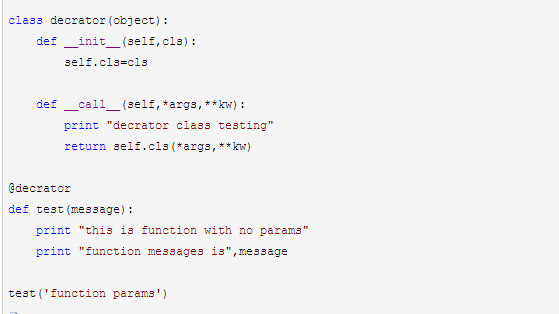 class decrator(object):
    def __init__(self,cls):
        self.cls=cls
    def __call__(self,*args,**kw):
        print "decrator class testing"
        return self.cls(*args,**kw)
@decrator
def test(message):
    print "this is function with no params"
    print "function messages is",message
test('function params')